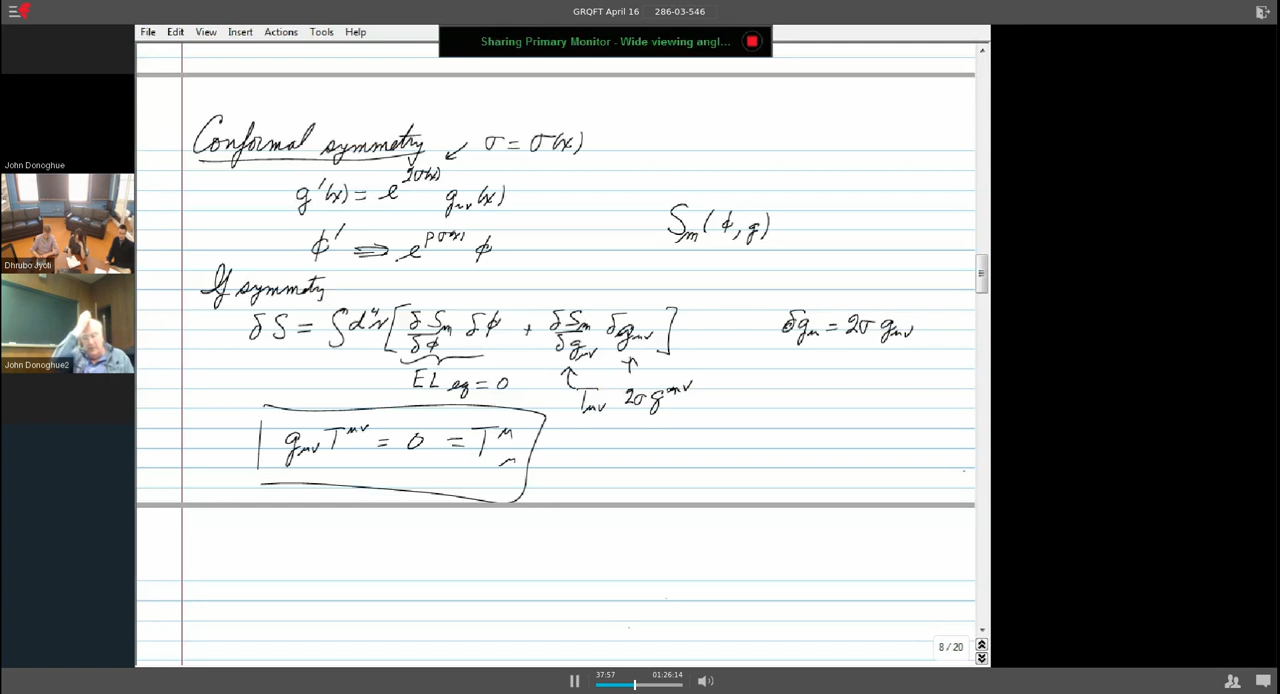 GRQFT April 16 286-03-546
File Edit View Insert Actions Tools Help
Sharing Primary Monitor - Wide viewing angl...
Conformal symmetry σ = σ(x)
g'(x) = e^{2σ(x)} g_{μν}(x)
S_m(φ, g)
φ' ⟹ e^{pσ(x)} φ
If symmetry
δS = ∫d⁴x [ δS_m/δφ δφ + δS_m/δg_{μν} δg_{μν} ] δg_{μ} = 2σ g_{μν}
EL eq = 0 T_{μν} 2σ g^{μν}
g_{μν} T^{μν} = 0 = T^μ_μ
John Donoghue
Dhrubo Jyoti
John Donoghue2
8 / 20
37:57 01:26:14